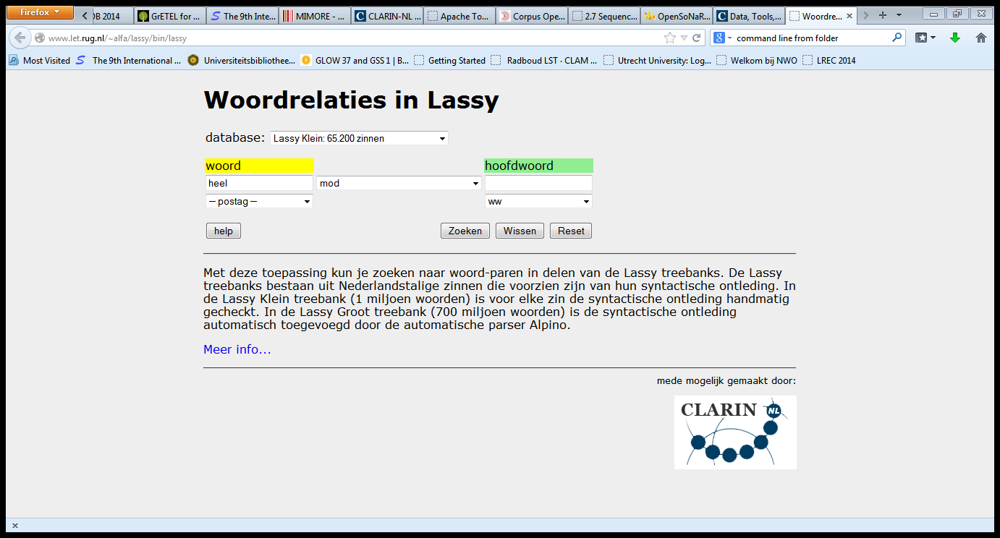 Firefox
DB 2014
GrETEL for ...
The 9th Inte...
MIMORE - ...
CLARIN-NL ...
Apache To...
Corpus Ope...
2.7 Sequenc...
OpenSoNaR...
Data, Tools,...
Woordre...
www.let.rug.nl/~alfa/lassy/bin/lassy
command line from folder
Most Visited
The 9th International ...
Universiteitsbibliothee...
GLOW 37 and GSS 1 | B...
Getting Started
Radboud LST · CLAM ...
Utrecht University: Log...
Welkom bij NWO
LREC 2014
Woordrelaties in Lassy
database: Lassy Klein: 65.200 zinnen
woord hoofdwoord
heel mod
-- postag -- ww
help Zoeken Wissen Reset
Met deze toepassing kun je zoeken naar woord-paren in delen van de Lassy treebanks. De Lassy
treebanks bestaan uit Nederlandstalige zinnen die voorzien zijn van hun syntactische ontleding. In
de Lassy Klein treebank (1 miljoen woorden) is voor elke zin de syntactische ontleding handmatig
gecheckt. In de Lassy Groot treebank (700 miljoen woorden) is de syntactische ontleding
automatisch toegevoegd door de automatische parser Alpino.
Meer info...
mede mogelijk gemaakt door:
CLARIN NL